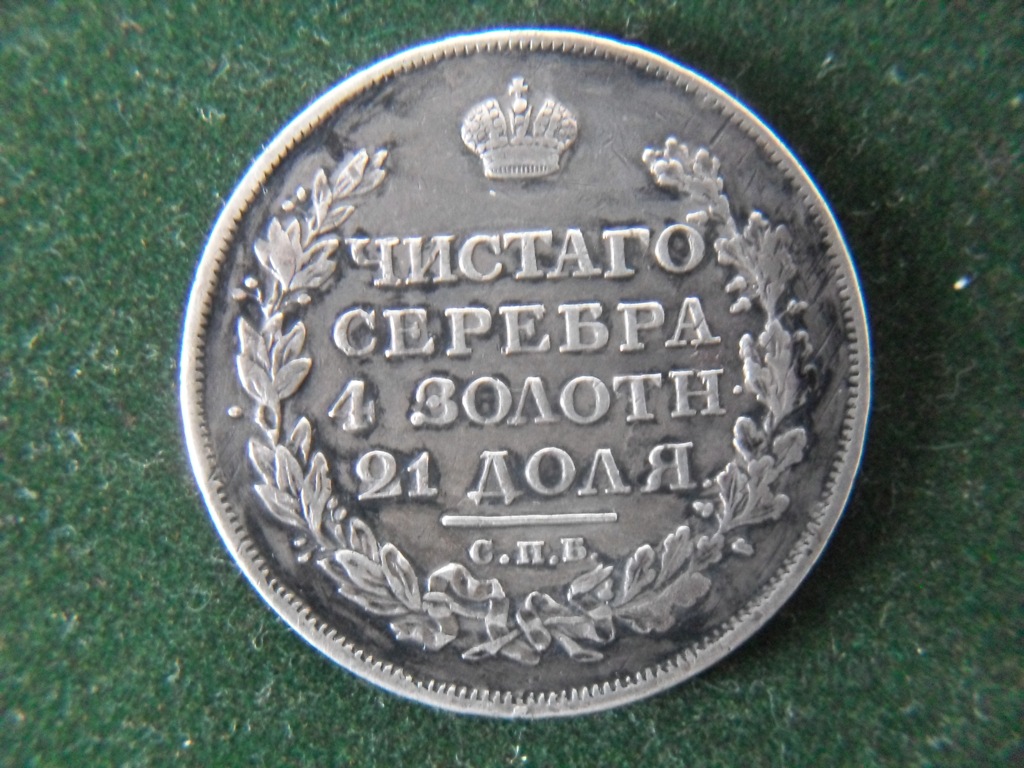 ЧИСТАГО
СЕРЕБРА
4 ЗОЛОТН
21 ДОЛЯ
С.П.Б.